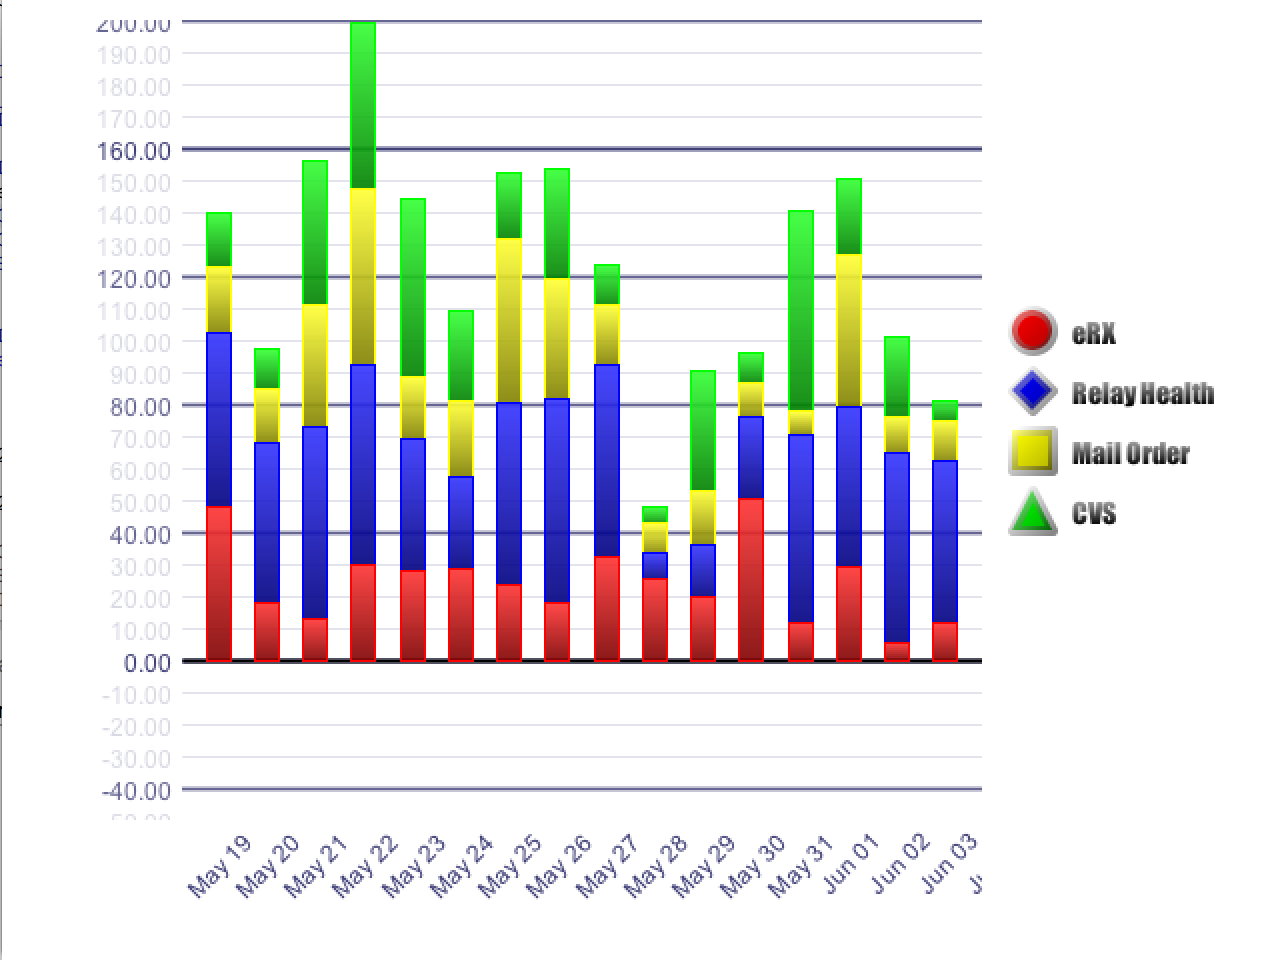 200.00
190.00
180.00
170.00
160.00
150.00
140.00
130.00
120.00
110.00
100.00
90.00
80.00
70.00
60.00
50.00
40.00
30.00
20.00
10.00
0.00
-10.00
-20.00
-30.00
-40.00
-50.00
May 19
May 20
May 21
May 22
May 23
May 24
May 25
May 26
May 27
May 28
May 29
May 30
May 31
Jun 01
Jun 02
Jun 03
eRX
Relay Health
Mail Order
CVS